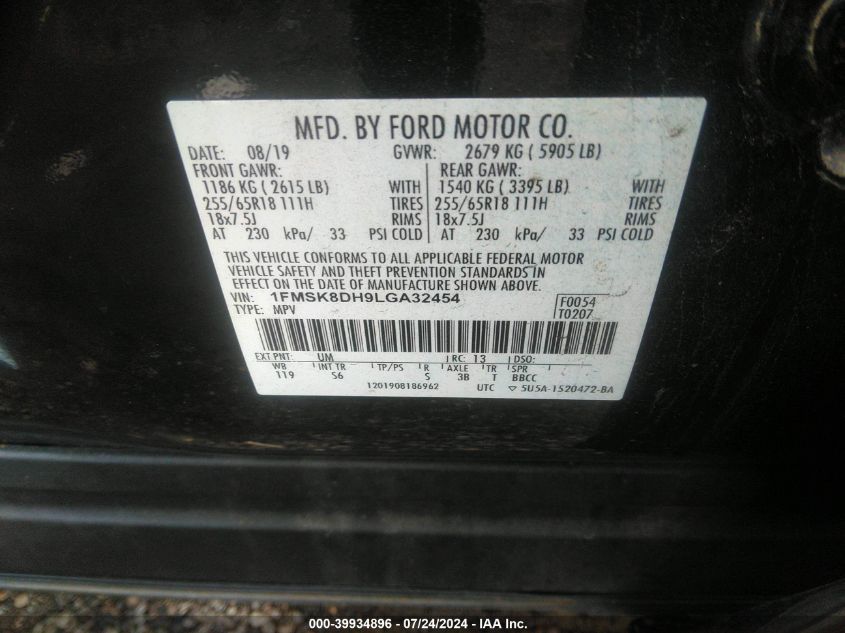 MFD. BY FORD MOTOR CO.
DATE: 08/19 GVWR: 2679 KG ( 5905 LB)
FRONT GAWR: REAR GAWR:
1186 KG ( 2615 LB) WITH 1540 KG ( 3395 LB) WITH
255/65R18 111H TIRES 255/65R18 111H TIRES
18x7.5J RIMS 18x7.5J RIMS
AT 230 kPa/ 33 PSI COLD AT 230 kPa/ 33 PSI COLD
THIS VEHICLE CONFORMS TO ALL APPLICABLE FEDERAL MOTOR
VEHICLE SAFETY AND THEFT PREVENTION STANDARDS IN
EFFECT ON THE DATE OF MANUFACTURE SHOWN ABOVE.
VIN: 1FMSK8DH9LGA32454 F0054
TYPE: MPV T0207
EXT PNT: UM RC: 13 DSO:
WB INT TR TP/PS R AXLE TR SPR
119 S6 S 3B T BBCC
1201908186962 UTC ▽ 5U5A-1520472-BA
000-39934896 - 07/24/2024 - IAA Inc.